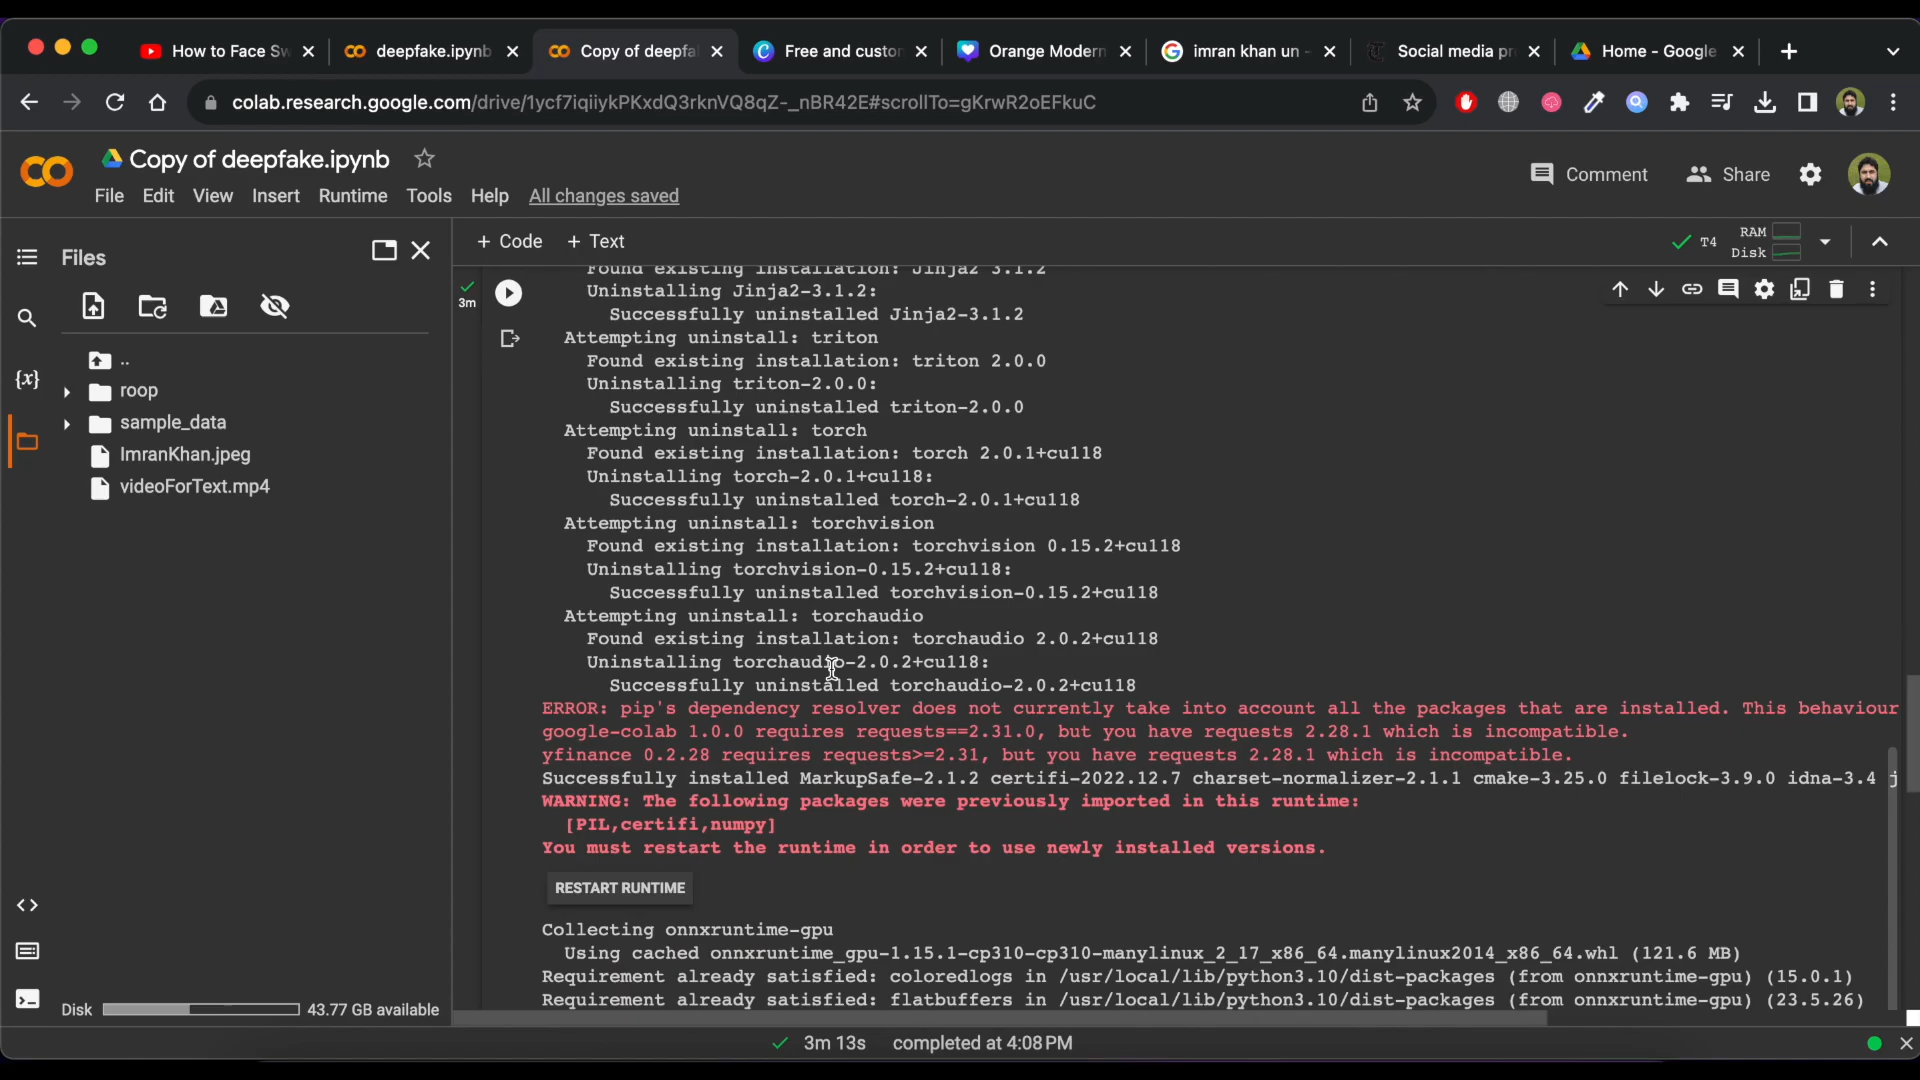 How to Face Sw
deepfake.ipynb
Copy of deepfa
Free and custo
Orange Modern
imran khan un -
Social media pr
Home - Google
colab.research.google.com/drive/1ycf7iqiiykPKxdQ3rknVQ8qZ-_nBR42E#scrollTo=gKrwR2oEFkuC
Copy of deepfake.ipynb
Comment
Share
File Edit View Insert Runtime Tools Help All changes saved
Files
+ Code + Text
T4
RAM
Disk
..
roop
sample_data
ImranKhan.jpeg
videoForText.mp4
{x}
3m
Found existing installation: Jinja2 3.1.2
Uninstalling Jinja2-3.1.2:
Successfully uninstalled Jinja2-3.1.2
Attempting uninstall: triton
Found existing installation: triton 2.0.0
Uninstalling triton-2.0.0:
Successfully uninstalled triton-2.0.0
Attempting uninstall: torch
Found existing installation: torch 2.0.1+cu118
Uninstalling torch-2.0.1+cu118:
Successfully uninstalled torch-2.0.1+cu118
Attempting uninstall: torchvision
Found existing installation: torchvision 0.15.2+cu118
Uninstalling torchvision-0.15.2+cu118:
Successfully uninstalled torchvision-0.15.2+cu118
Attempting uninstall: torchaudio
Found existing installation: torchaudio 2.0.2+cu118
Uninstalling torchaudio-2.0.2+cu118:
Successfully uninstalled torchaudio-2.0.2+cu118
ERROR: pip's dependency resolver does not currently take into account all the packages that are installed. This behaviour
google-colab 1.0.0 requires requests==2.31.0, but you have requests 2.28.1 which is incompatible.
yfinance 0.2.28 requires requests>=2.31, but you have requests 2.28.1 which is incompatible.
Successfully installed MarkupSafe-2.1.2 certifi-2022.12.7 charset-normalizer-2.1.1 cmake-3.25.0 filelock-3.9.0 idna-3.4 j
WARNING: The following packages were previously imported in this runtime:
[PIL,certifi,numpy]
You must restart the runtime in order to use newly installed versions.
RESTART RUNTIME
Collecting onnxruntime-gpu
Using cached onnxruntime_gpu-1.15.1-cp310-cp310-manylinux_2_17_x86_64.manylinux2014_x86_64.whl (121.6 MB)
Requirement already satisfied: coloredlogs in /usr/local/lib/python3.10/dist-packages (from onnxruntime-gpu) (15.0.1)
Requirement already satisfied: flatbuffers in /usr/local/lib/python3.10/dist-packages (from onnxruntime-gpu) (23.5.26)
Disk 43.77 GB available
3m 13s completed at 4:08 PM